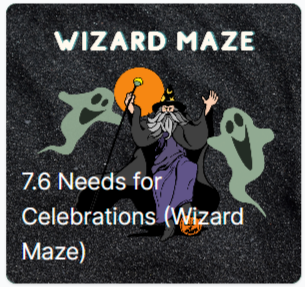 WIZARD MAZE
7.6 Needs for
Celebrations (Wizard
Maze)